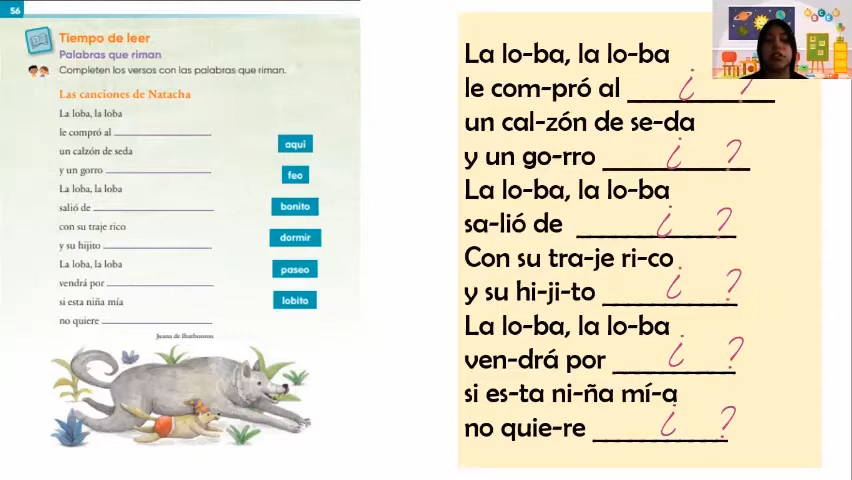 56
Tiempo de leer
Palabras que riman
Completen los versos con las palabras que riman.
Las canciones de Natacha
La loba, la loba
le compró al ____
un calzón de seda
y un gorro ____
La loba, la loba
salió de ____
con su traje rico
y su hijito ____
La loba, la loba
vendrá por ____
si esta niña mía
no quiere ____
Juana de Ibarbourou
aquí
feo
bonito
dormir
paseo
lobito
La lo-ba, la lo-ba
le com-pró al ¿ ?
un cal-zón de se-da
y un go-rro ¿ ?
La lo-ba, la lo-ba
sa-lió de ¿ ?
Con su tra-je ri-co
y su hi-ji-to ¿ ?
La lo-ba, la lo-ba
ven-drá por ¿ ?
si es-ta ni-ña mí-a
no quie-re ¿ ?